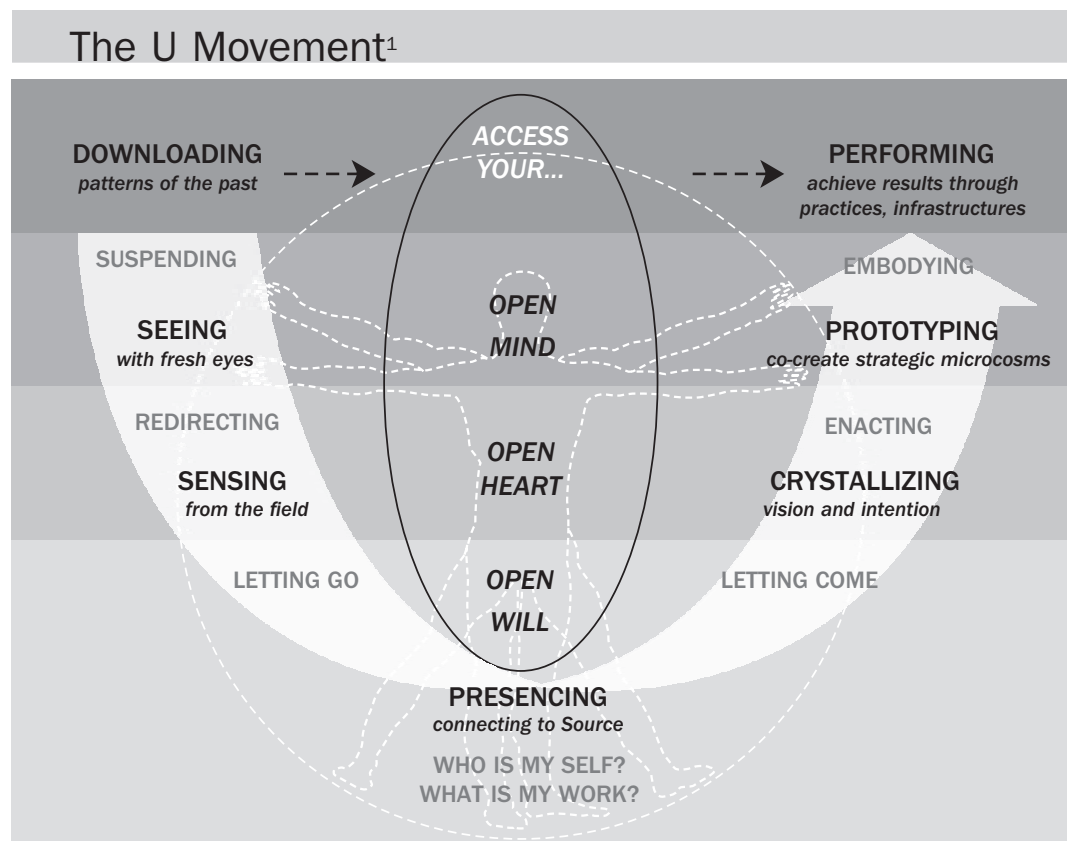 The U Movement¹
DOWNLOADING
patterns of the past
ACCESS
YOUR...
PERFORMING
achieve results through
practices, infrastructures
SUSPENDING
EMBODYING
OPEN
MIND
SEEING
with fresh eyes
PROTOTYPING
co-create strategic microcosms
REDIRECTING
ENACTING
OPEN
HEART
SENSING
from the field
CRYSTALLIZING
vision and intention
LETTING GO
OPEN
WILL
LETTING COME
PRESENCING
connecting to Source
WHO IS MY SELF?
WHAT IS MY WORK?